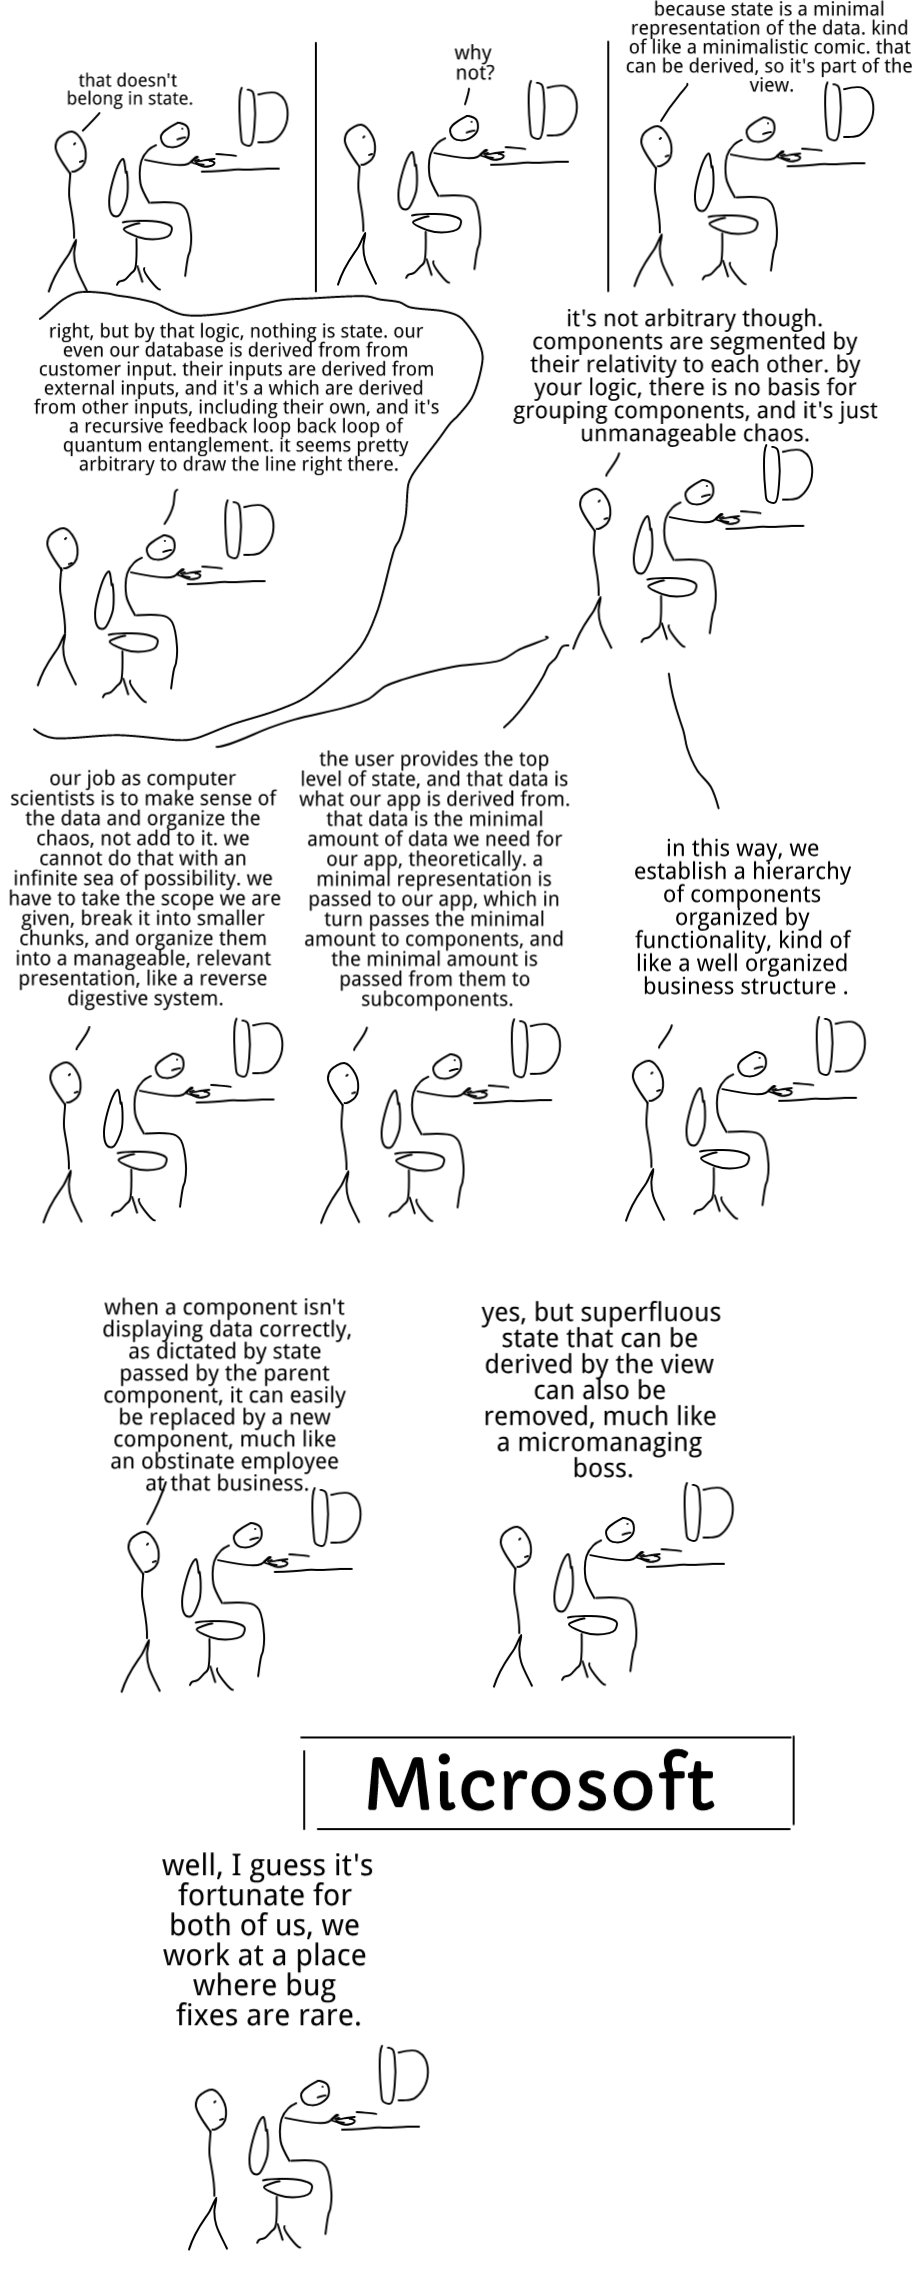 that doesn't
belong in state.
why
not?
because state is a minimal
representation of the data. kind
of like a minimalistic comic. that
can be derived, so it's part of the
view.
right, but by that logic, nothing is state. our
even our database is derived from from
customer input. their inputs are derived from
external inputs, and it's a which are derived
from other inputs, including their own, and it's
a recursive feedback loop back loop of
quantum entanglement. it seems pretty
arbitrary to draw the line right there.
it's not arbitrary though.
components are segmented by
their relativity to each other. by
your logic, there is no basis for
grouping components, and it's just
unmanageable chaos.
our job as computer
scientists is to make sense of
the data and organize the
chaos, not add to it. we
cannot do that with an
infinite sea of possibility. we
have to take the scope we are
given, break it into smaller
chunks, and organize them
into a manageable, relevant
presentation, like a reverse
digestive system.
the user provides the top
level of state, and that data is
what our app is derived from.
that data is the minimal
amount of data we need for
our app, theoretically. a
minimal representation is
passed to our app, which in
turn passes the minimal
amount to components, and
the minimal amount is
passed from them to
subcomponents.
in this way, we
establish a hierarchy
of components
organized by
functionality, kind of
like a well organized
business structure .
when a component isn't
displaying data correctly,
as dictated by state
passed by the parent
component, it can easily
be replaced by a new
component, much like
an obstinate employee
at that business.
yes, but superfluous
state that can be
derived by the view
can also be
removed, much like
a micromanaging
boss.
Microsoft
well, I guess it's
fortunate for
both of us, we
work at a place
where bug
fixes are rare.